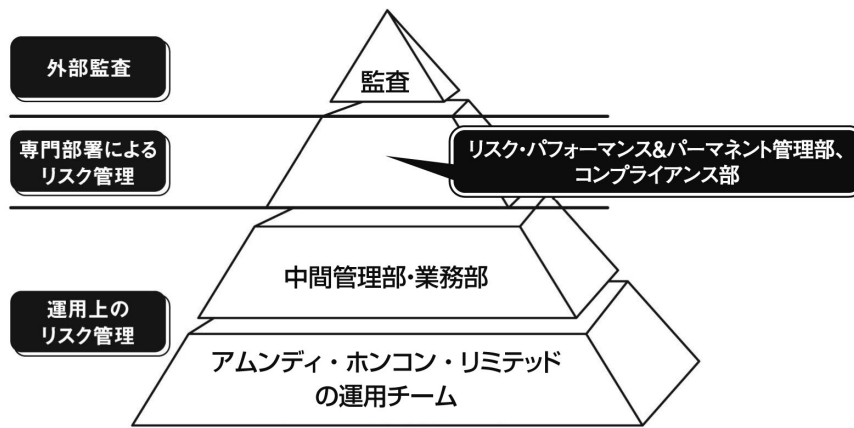 外部監査
監査
専門部署による
リスク管理
リスク・パフォーマンス&パーマネント管理部、
コンプライアンス部
中間管理部・業務部
運用上の
リスク管理
アムンディ・ホンコン・リミテッド
の運用チーム